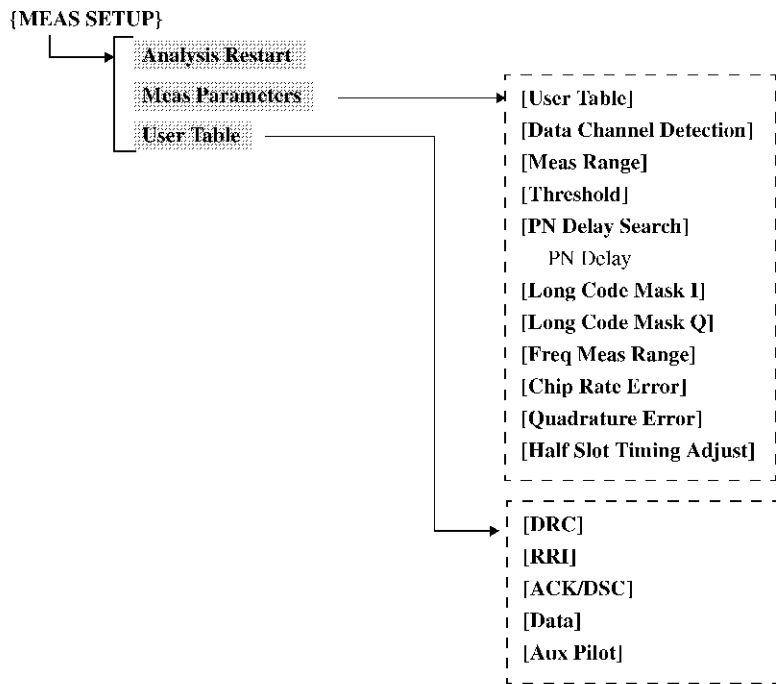 {MEAS SETUP}
Analysis Restart
Meas Parameters
User Table
[User Table]
[Data Channel Detection]
[Meas Range]
[Threshold]
[PN Delay Search]
PN Delay
[Long Code Mask I]
[Long Code Mask Q]
[Freq Meas Range]
[Chip Rate Error]
[Quadrature Error]
[Half Slot Timing Adjust]
[DRC]
[RRI]
[ACK/DSC]
[Data]
[Aux Pilot]